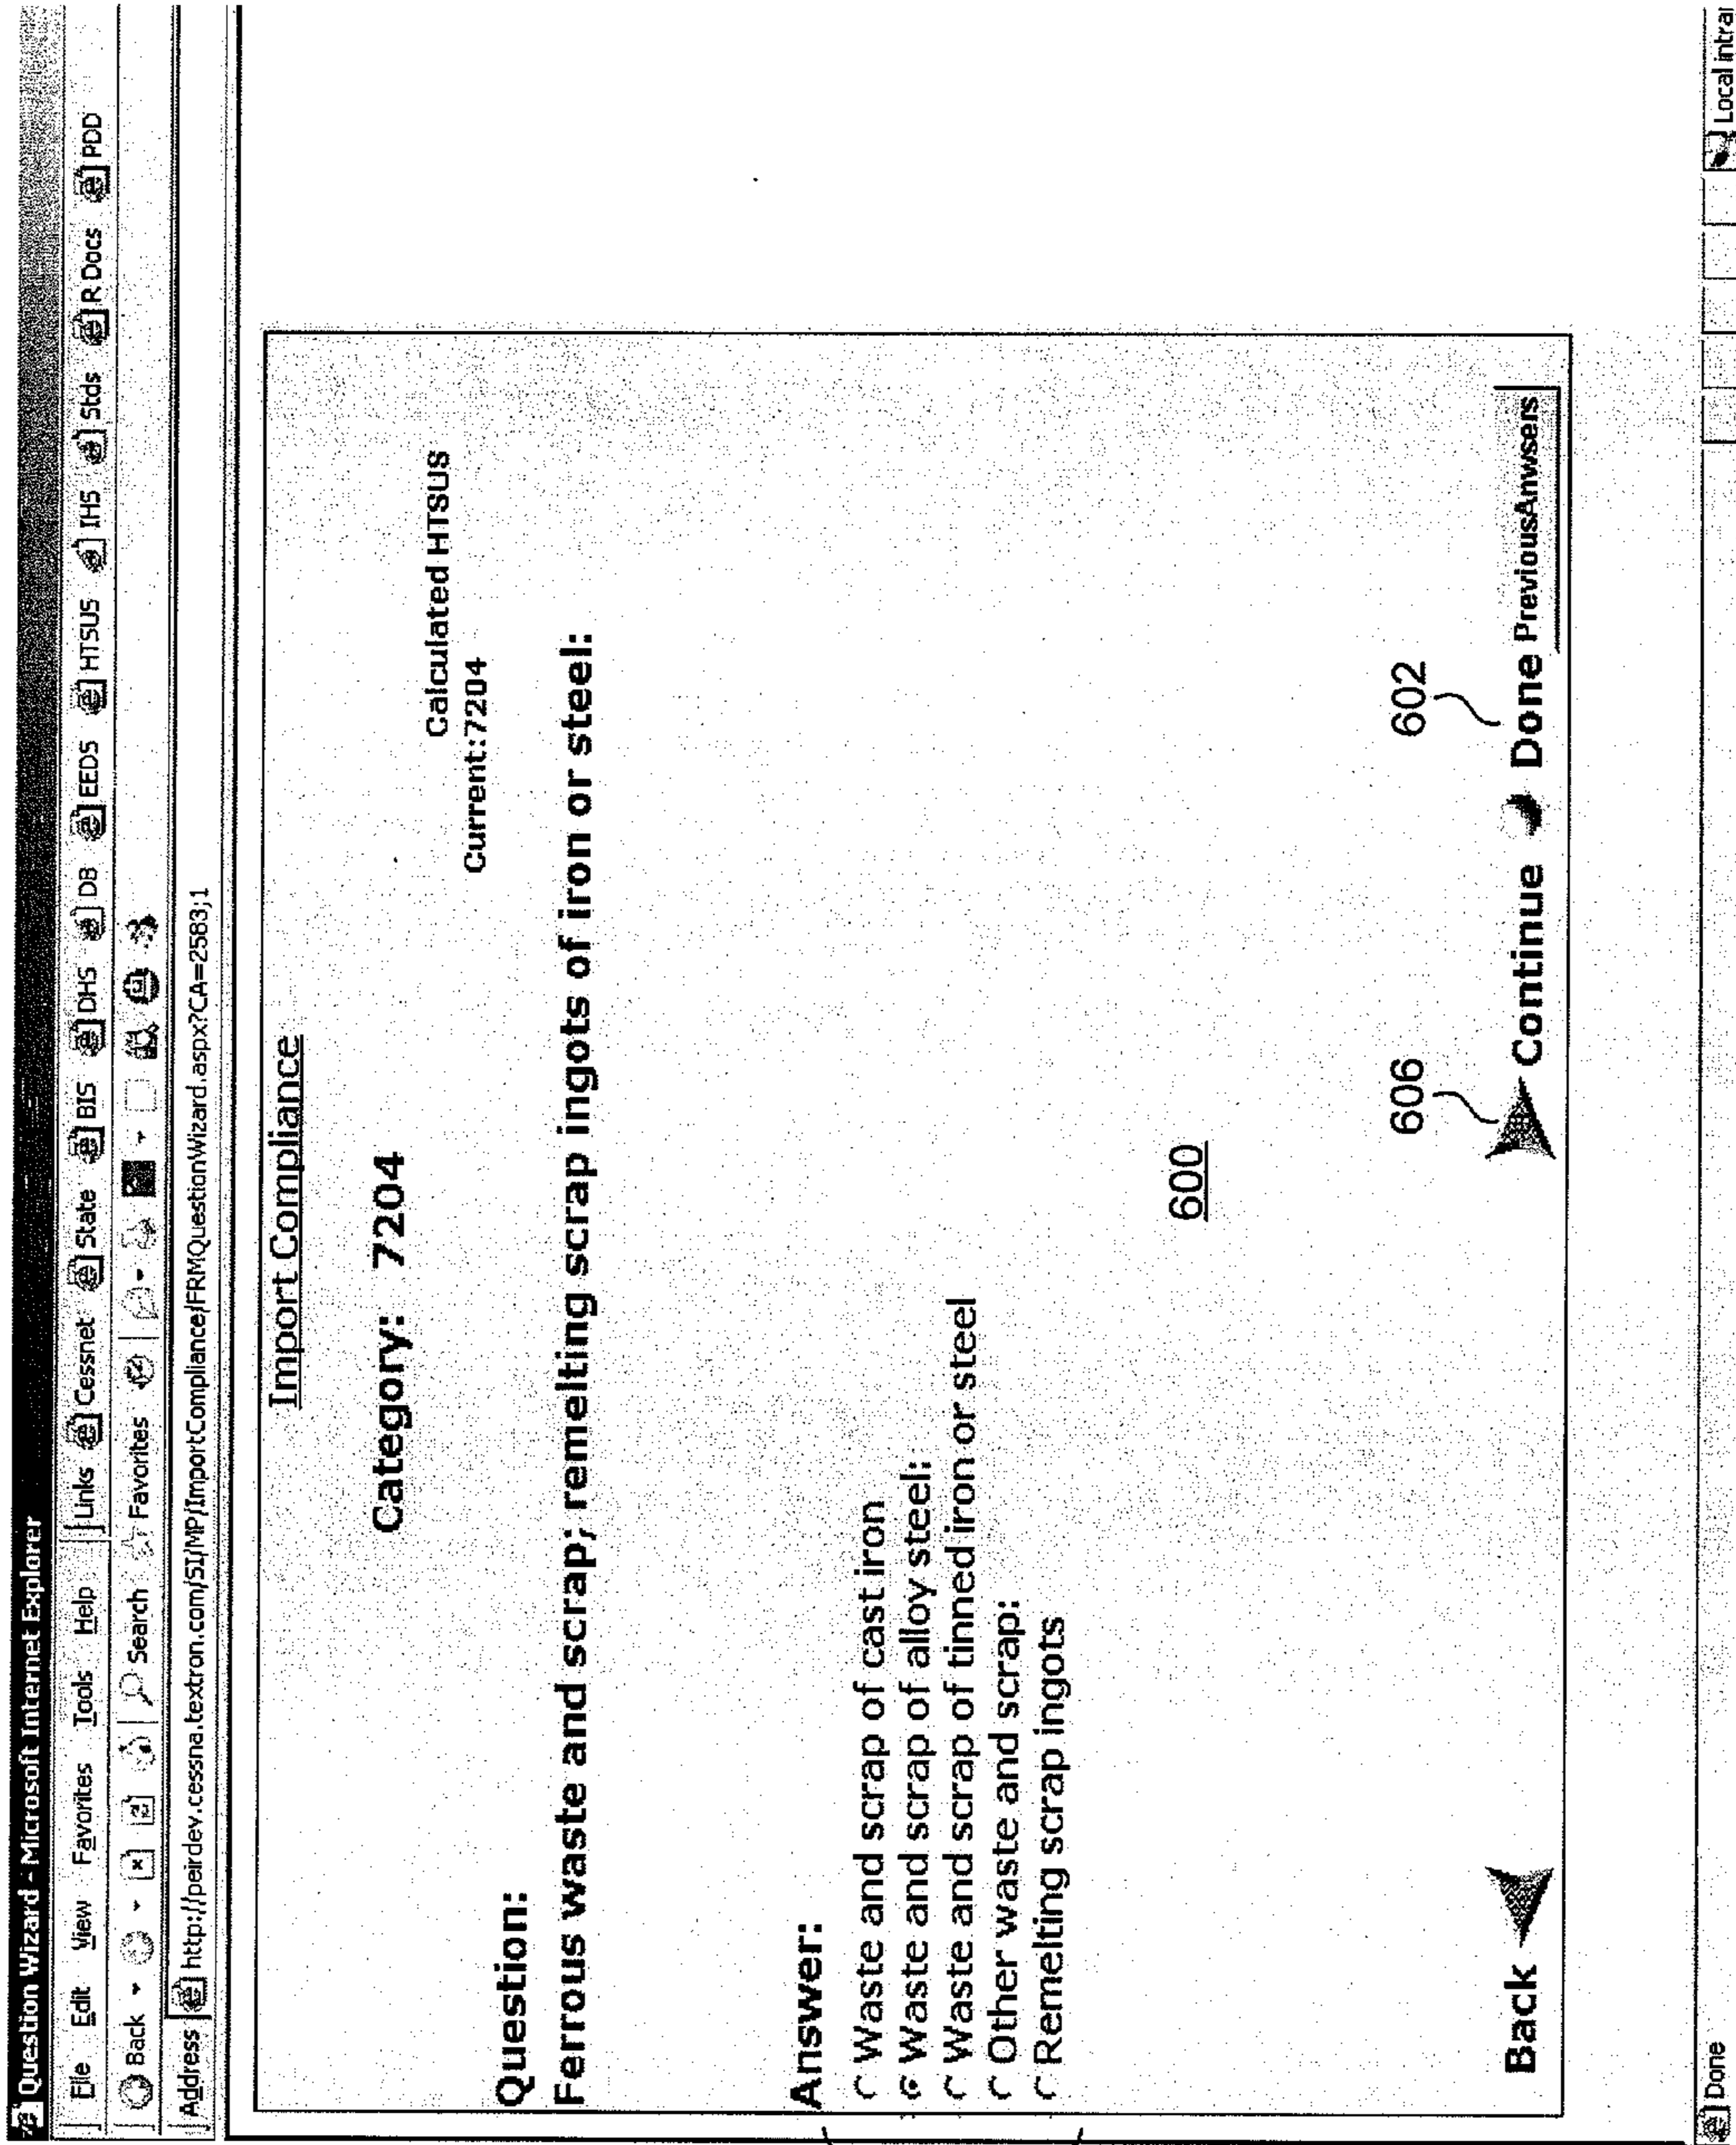 Question Wizard - Microsoft Internet Explorer
File Edit View Favorites Tools Help Links Cessnet State BIS DHS DB EEDS HTSUS IHS Stds R Docs PDD
Back Search Favorites
Address http://peirdev.cessna.textron.com/SI/MP/ImportCompliance/FRMQuestionWizard.aspx?CA=2583;1
Import Compliance
Category: 7204
Calculated HTSUS
Current:7204
Question:
Ferrous waste and scrap; remelting scrap ingots of iron or steel:
Answer:
Waste and scrap of cast iron
Waste and scrap of alloy steel:
Waste and scrap of tinned iron or steel
Other waste and scrap:
Remelting scrap ingots
600
606
602
Back Continue Done PreviousAnwsers
Done Local intra